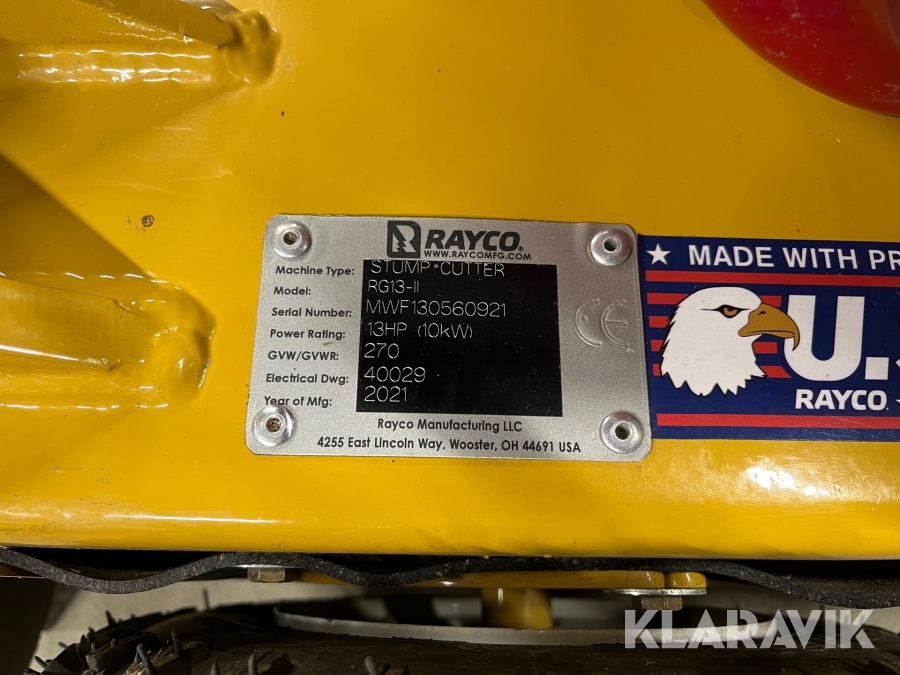 RAYCO.
WWW.RAYCOMFG.COM
Machine Type: STUMP CUTTER
Model: RG13-II
Serial Number: MWF130560921
Power Rating: 13HP (10kW)
GVW/GVWR: 270
Electrical Dwg: 40029
Year of Mfg: 2021
CE
Rayco Manufacturing LLC
4255 East Lincoln Way, Wooster, OH 44691 USA
★ MADE WITH PR
U.
RAYCO.
KLARAVIK